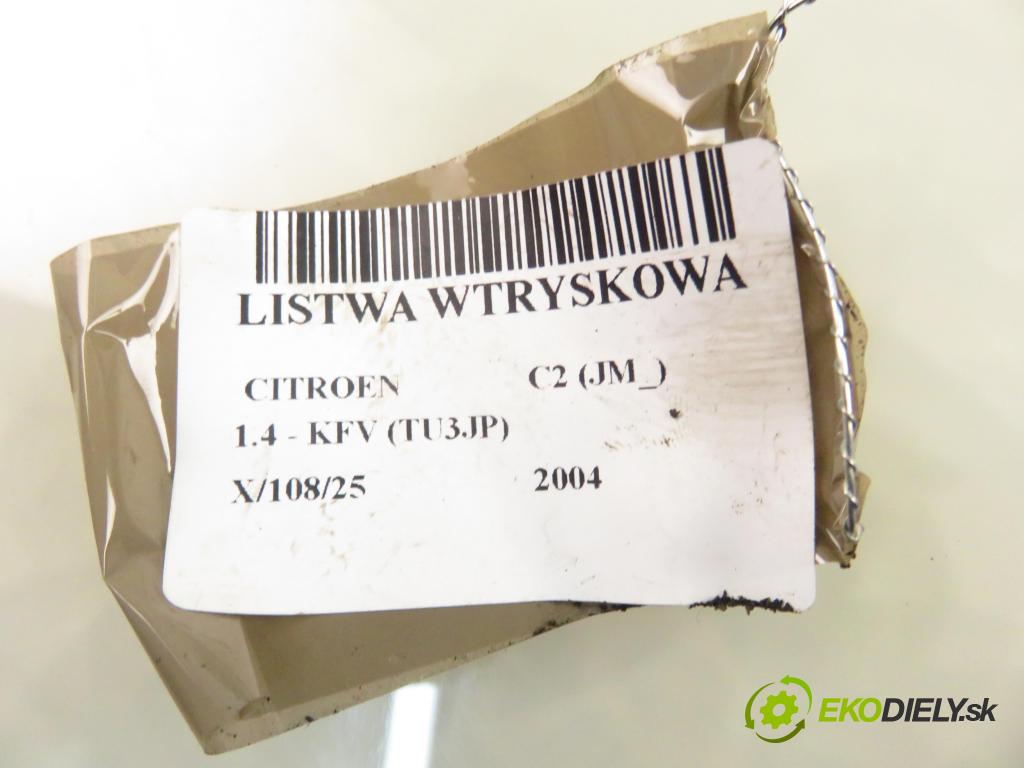 LISTWA WTRYSKOWA
CITROEN C2 (JM_)
1.4 - KFV (TU3JP)
X/108/25 2004
EKODIELY.sk